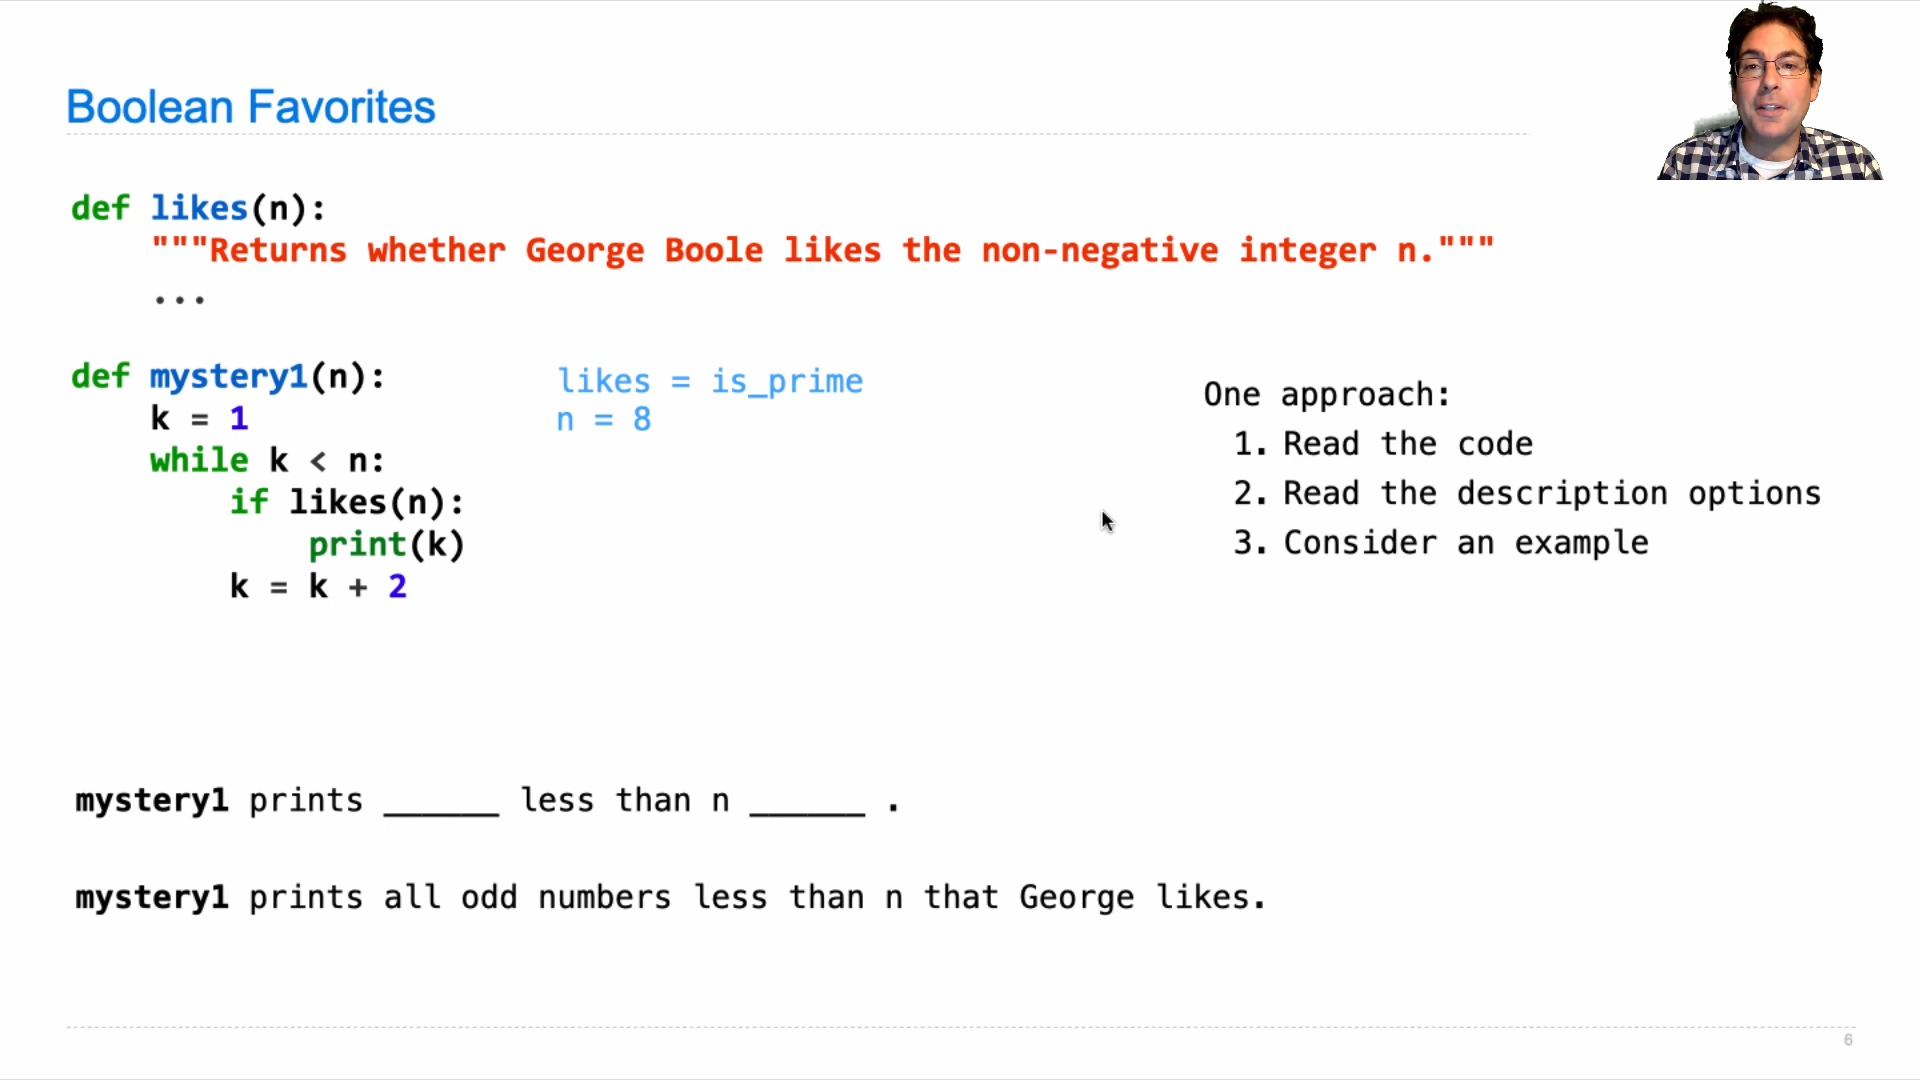 Boolean Favorites
def likes(n):
"""Returns whether George Boole likes the non-negative integer n."""
...
def mystery1(n):
k = 1
while k < n:
if likes(n):
print(k)
k = k + 2
likes = is_prime
n = 8
One approach:
1. Read the code
2. Read the description options
3. Consider an example
mystery1 prints ______ less than n ______ .
mystery1 prints all odd numbers less than n that George likes.
6